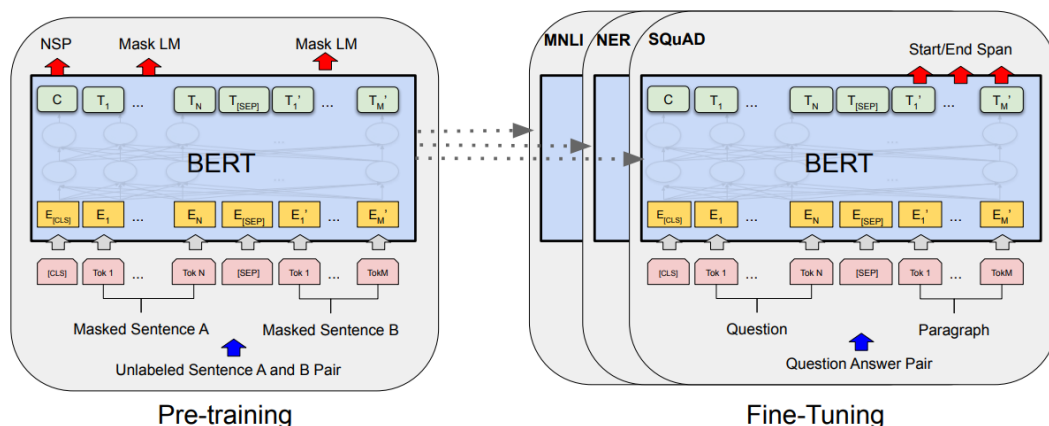 NSP Mask LM Mask LM
C T1 ... TN T[SEP] T1' ... TM'
BERT
E[CLS] E1 ... EN E[SEP] E1' ... EM'
[CLS] Tok 1 ... Tok N [SEP] Tok 1 ... TokM
Masked Sentence A Masked Sentence B
Unlabeled Sentence A and B Pair
Pre-training
MNLI NER SQuAD
Start/End Span
C T1 ... TN T[SEP] T1' ... TM'
BERT
E[CLS] E1 ... EN E[SEP] E1' ... EM'
[CLS] Tok 1 ... Tok N [SEP] Tok 1 ... TokM
Question Paragraph
Question Answer Pair
Fine-Tuning